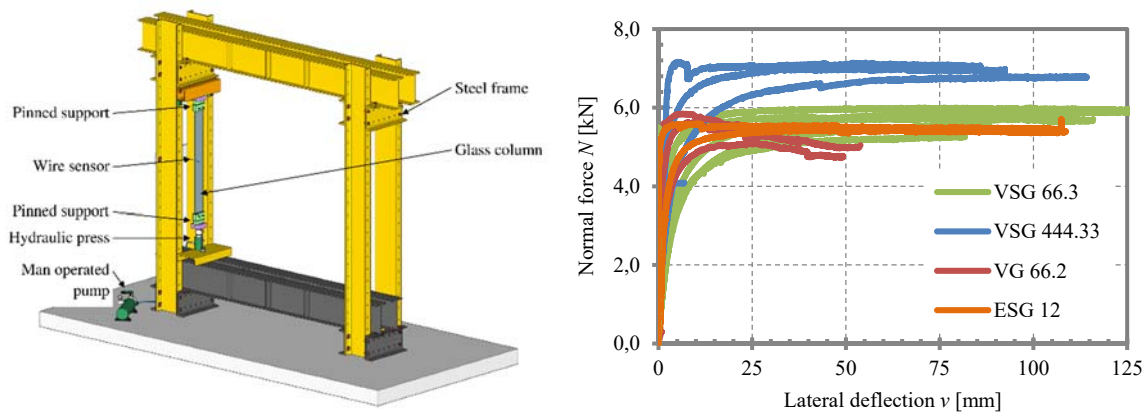 Pinned support
Wire sensor
Pinned support
Hydraulic press
Man operated
pump
Steel frame
Glass column
Normal force N [kN]
8,0
6,0
4,0
2,0
0,0
VSG 66.3
VSG 444.33
VG 66.2
ESG 12
0 25 50 75 100 125
Lateral deflection v [mm]